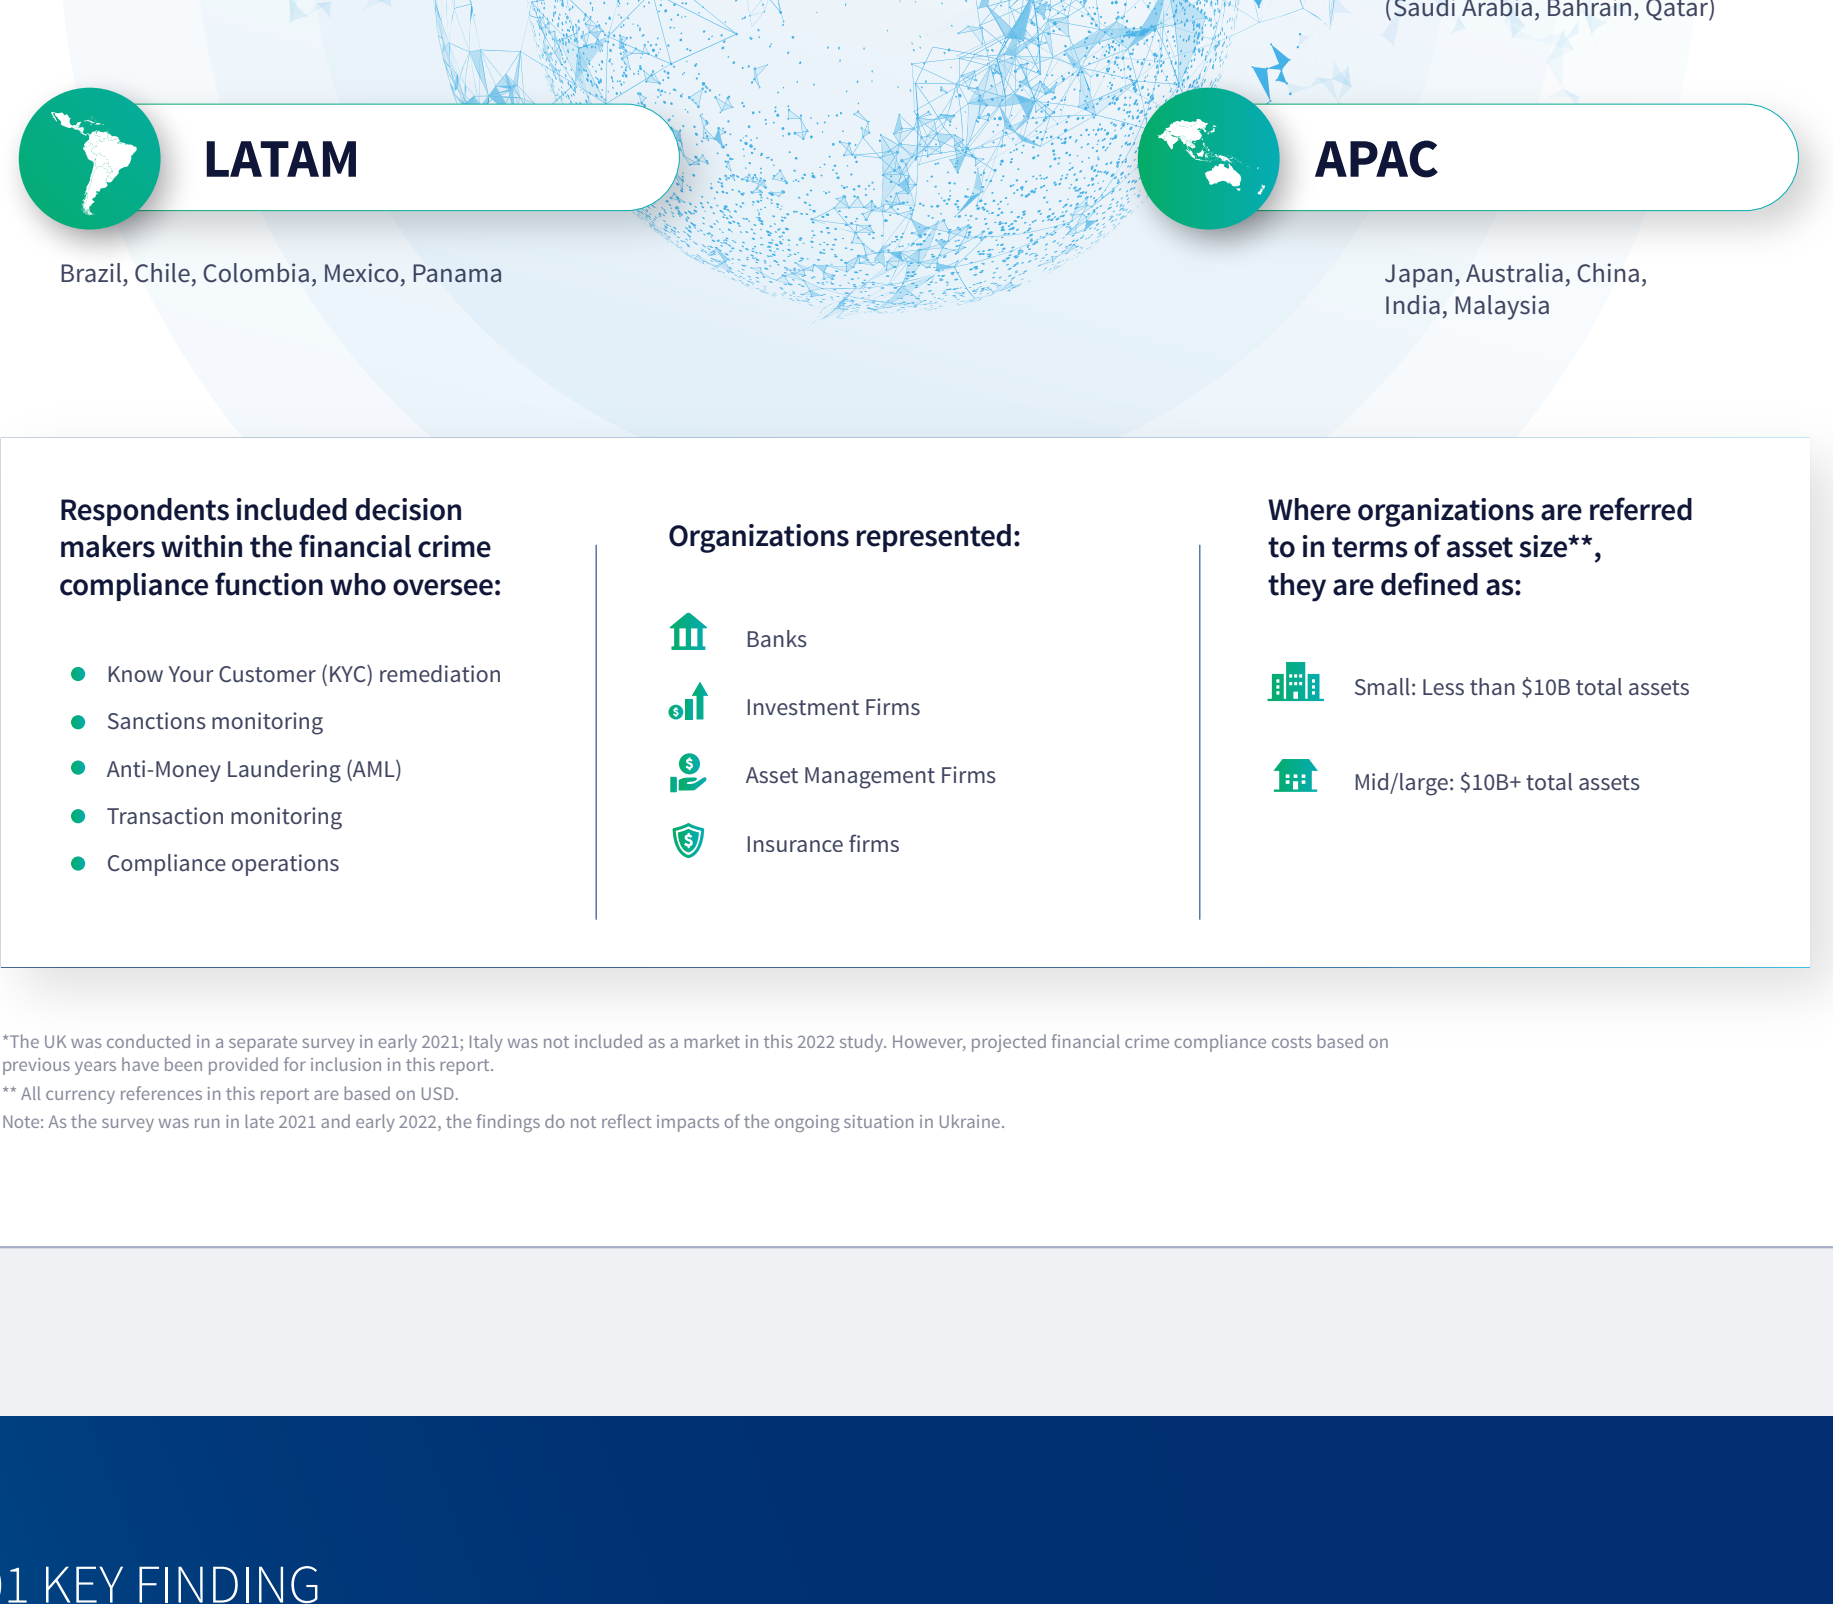 (Saudi Arabia, Bahrain, Qatar)
LATAM
APAC
Brazil, Chile, Colombia, Mexico, Panama
Japan, Australia, China,
India, Malaysia
Respondents included decision
makers within the financial crime
compliance function who oversee:
Know Your Customer (KYC) remediation
Sanctions monitoring
Anti-Money Laundering (AML)
Transaction monitoring
Compliance operations
Organizations represented:
Banks
Investment Firms
Asset Management Firms
Insurance firms
Where organizations are referred
to in terms of asset size**,
they are defined as:
Small: Less than $10B total assets
Mid/large: $10B+ total assets
*The UK was conducted in a separate survey in early 2021; Italy was not included as a market in this 2022 study. However, projected financial crime compliance costs based on
previous years have been provided for inclusion in this report.
** All currency references in this report are based on USD.
Note: As the survey was run in late 2021 and early 2022, the findings do not reflect impacts of the ongoing situation in Ukraine.
01 KEY FINDING